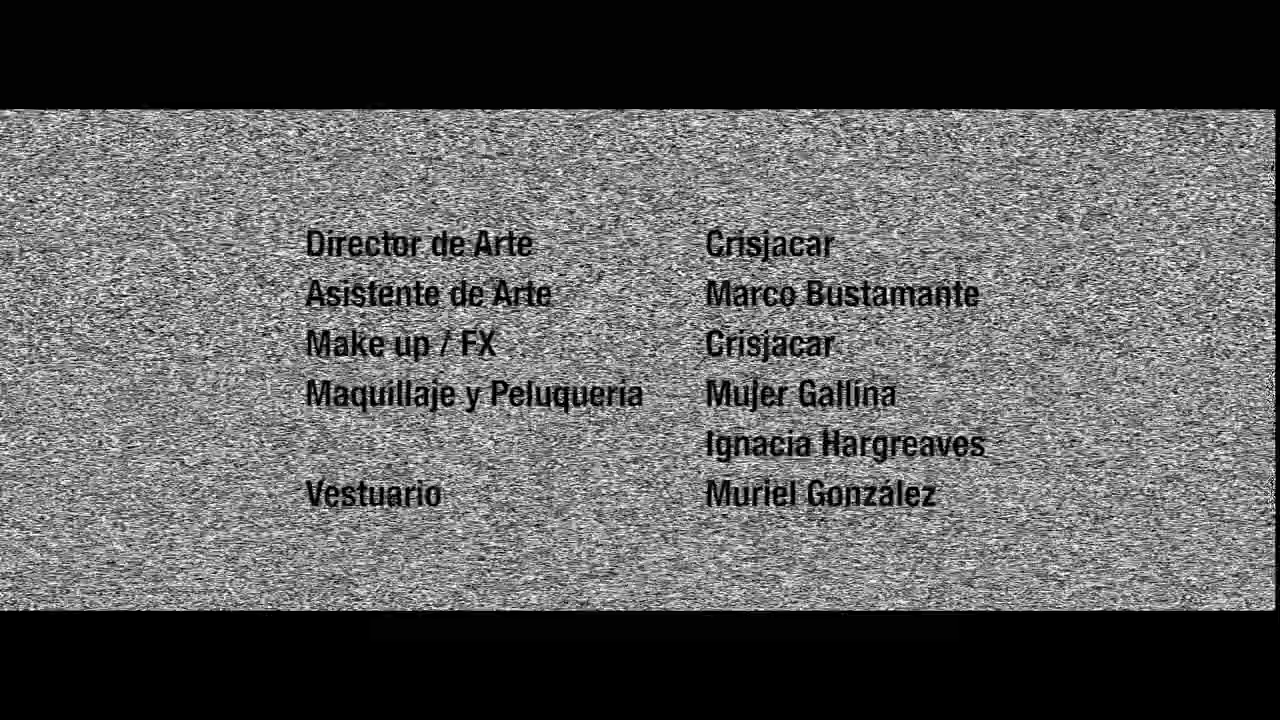 Director de Arte Crisjacar
Asistente de Arte Marco Bustamante
Make up / FX Crisjacar
Maquillaje y Peluqueria Mujer Gallina
Ignacia Hargreaves
Vestuario Muriel González